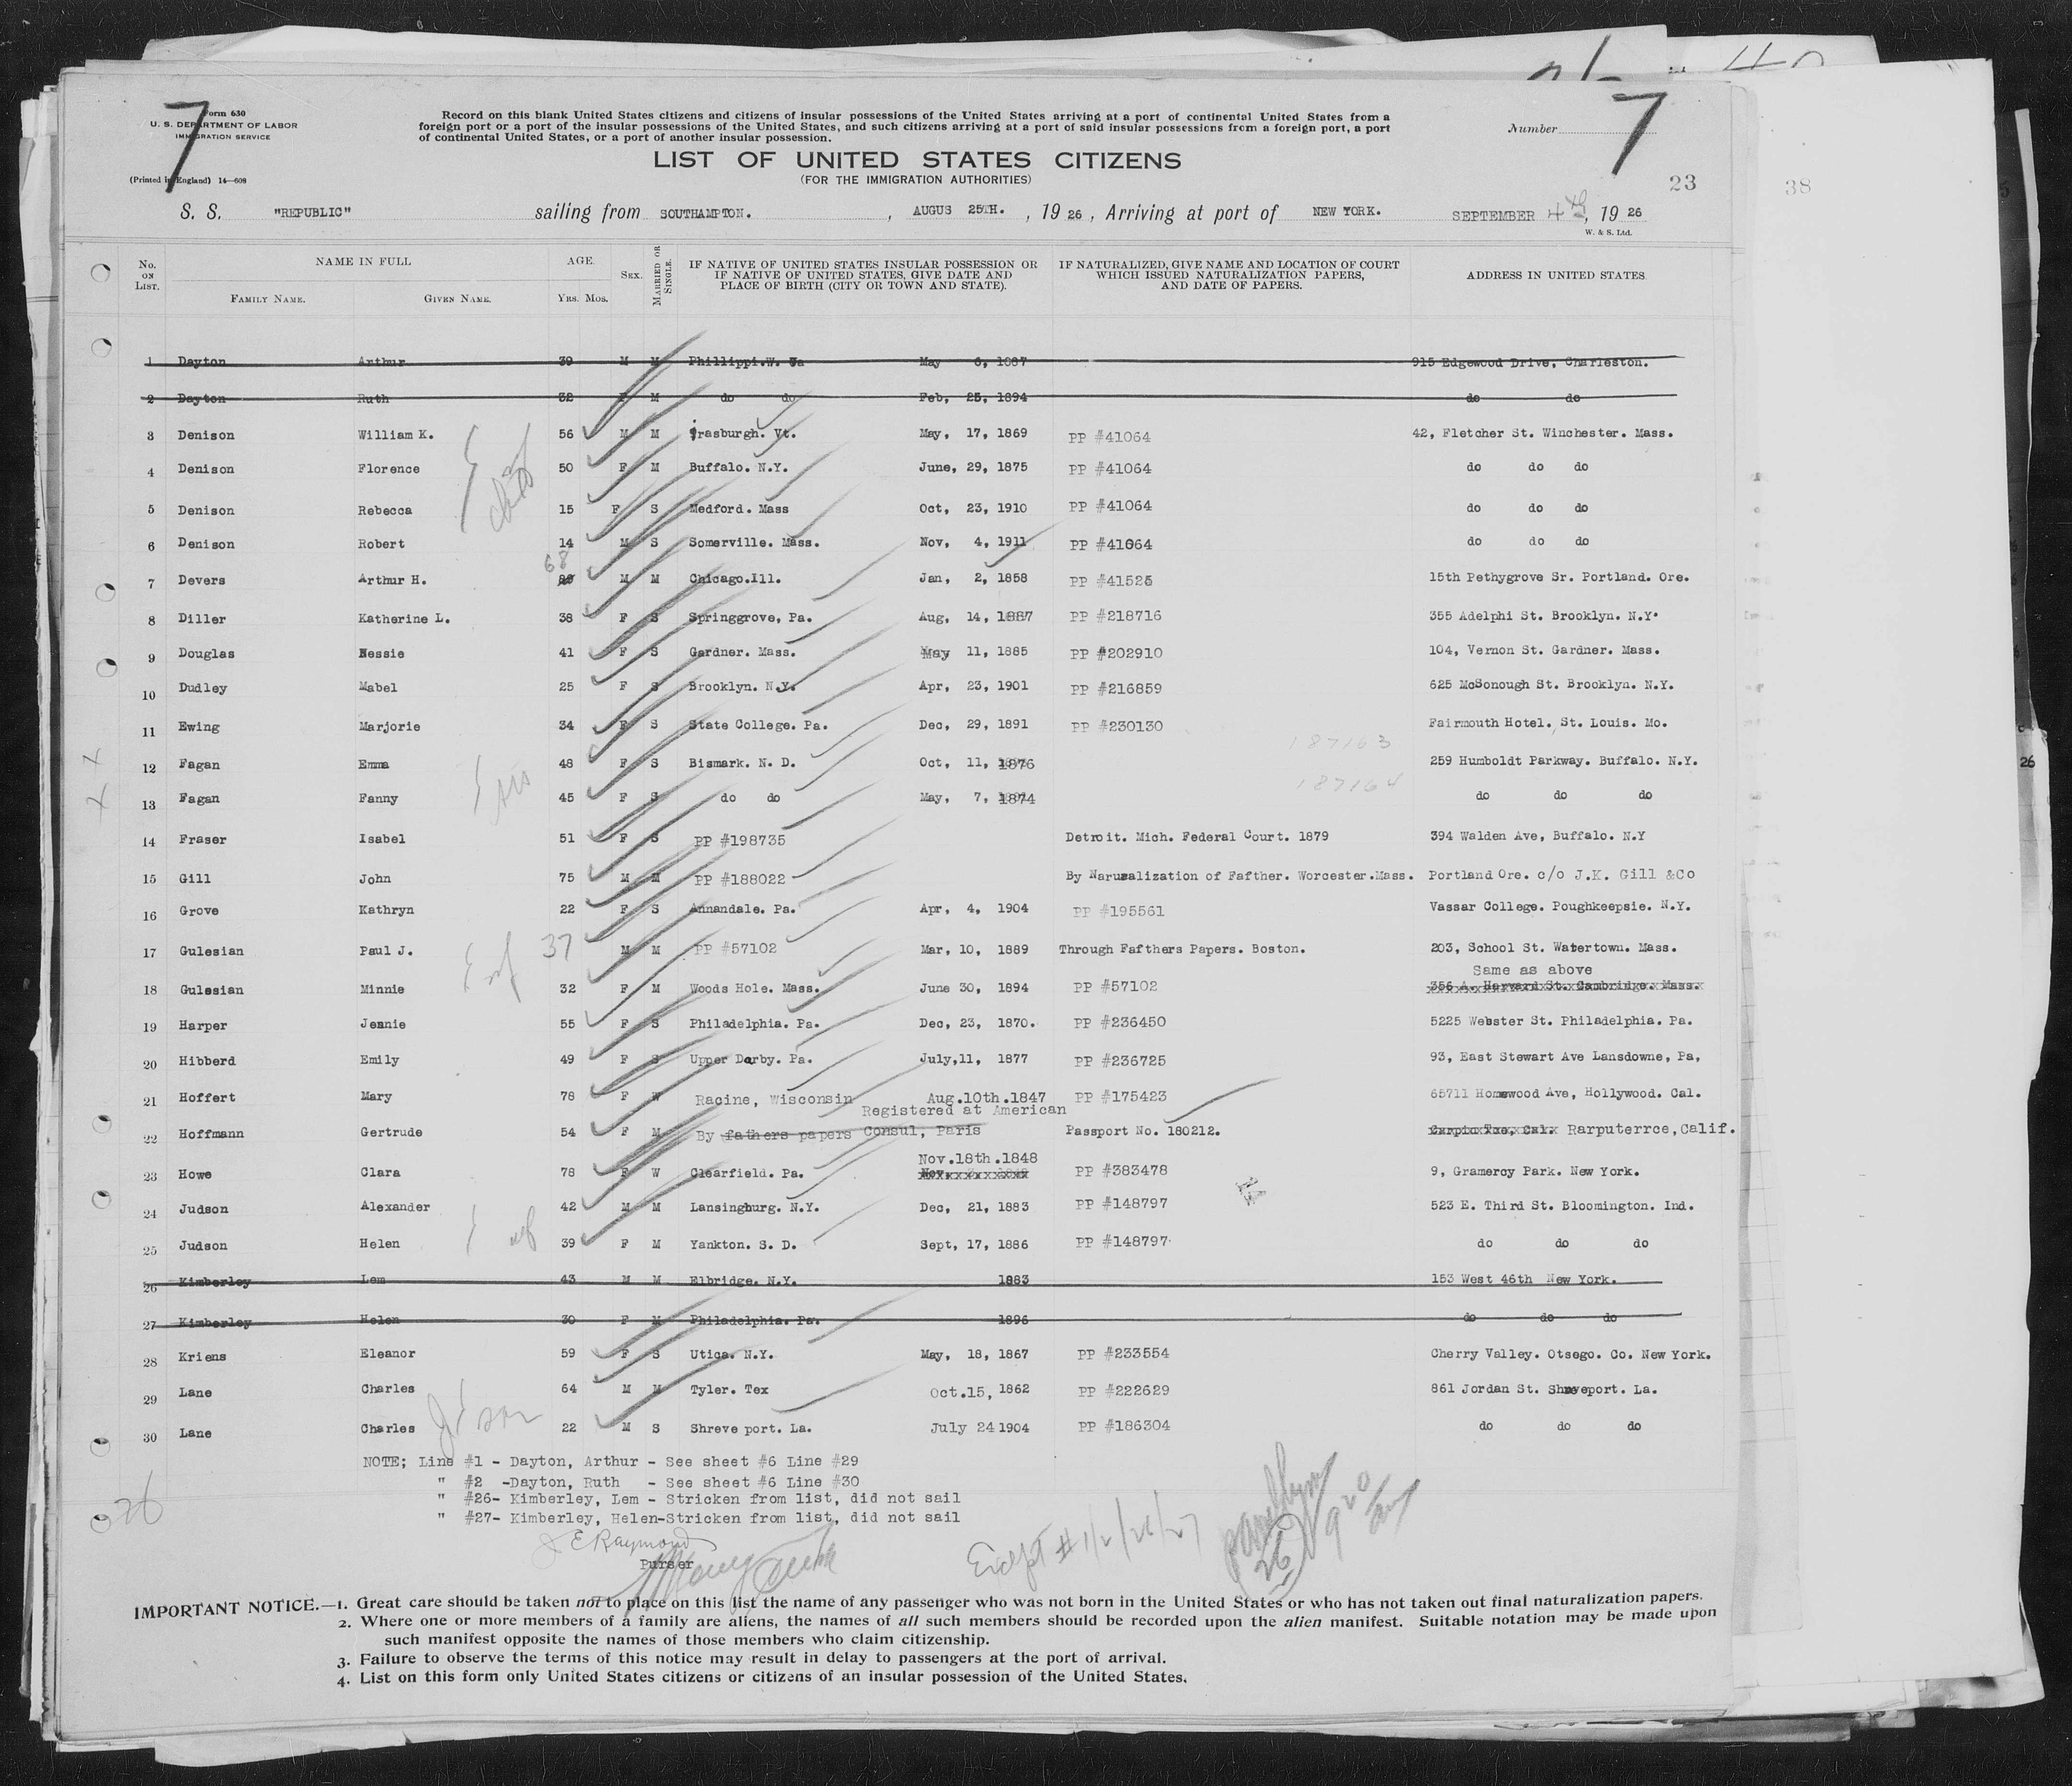 7
Form 630
U. S. DEPARTMENT OF LABOR
IMMIGRATION SERVICE
(Printed in England) 14—608
Record on this blank United States citizens and citizens of insular possessions of the United States arriving at a port of continental United States from a
foreign port or a port of the insular possessions of the United States, and such citizens arriving at a port of said insular possessions from a foreign port, a port
of continental United States, or a port of another insular possession.
Number 7
LIST OF UNITED STATES CITIZENS
(FOR THE IMMIGRATION AUTHORITIES)
23
38
S. S. "REPUBLIC" sailing from SOUTHAMPTON. , AUGUS 25TH. , 19 26 , Arriving at port of NEW YORK. SEPTEMBER 4th, 19 26
W. & S. Ltd.
No. ON LIST. NAME IN FULL FAMILY NAME. GIVEN NAME. AGE. YRS. MOS. SEX. MARRIED OR SINGLE. IF NATIVE OF UNITED STATES INSULAR POSSESSION OR IF NATIVE OF UNITED STATES, GIVE DATE AND PLACE OF BIRTH (CITY OR TOWN AND STATE). IF NATURALIZED, GIVE NAME AND LOCATION OF COURT WHICH ISSUED NATURALIZATION PAPERS, AND DATE OF PAPERS. ADDRESS IN UNITED STATES
1 Dayton Arthur 39 M M Phillippi.W. Va May 6, 1887 915 Edgewood Drive, Charleston.
2 Dayton Ruth 32 F M do do Feb, 25, 1894 do do
3 Denison William K. 56 M M Irasburgh. Vt. May, 17, 1869 PP #41064 42, Fletcher St. Winchester. Mass.
4 Denison Florence 50 F M Buffalo. N.Y. June, 29, 1875 PP #41064 do do do
5 Denison Rebecca 15 F S Medford. Mass Oct, 23, 1910 PP #41064 do do do
6 Denison Robert 14 M S Somerville. Mass. Nov, 4, 1911 PP #41064 do do do
7 Devers Arthur H. 68 M M Chicago.Ill. Jan, 2, 1858 PP #41525 15th Pethygrove Sr. Portland. Ore.
8 Diller Katherine L. 38 F S Springgrove, Pa. Aug, 14, 1887 PP #218716 355 Adelphi St. Brooklyn. N.Y.
9 Douglas Nessie 41 F S Gardner. Mass. May 11, 1885 PP #202910 104, Vernon St. Gardner. Mass.
10 Dudley Mabel 25 F S Brooklyn. N.Y. Apr, 23, 1901 PP #216859 625 McSonough St. Brooklyn. N.Y.
11 Ewing Marjorie 34 F S State College. Pa. Dec, 29, 1891 PP #230130 Fairmouth Hotel. St. Louis. Mo.
187163
12 Fagan Emma 48 F S Bismark. N. D. Oct, 11, 1876 259 Humboldt Parkway. Buffalo. N.Y.
sis
187164
13 Fagan Fanny 45 F S do do May, 7, 1874 do do do
14 Fraser Isabel 51 F S PP #198735 Detroit. Mich. Federal Court. 1879 394 Walden Ave, Buffalo. N.Y
15 Gill John 75 M M PP #188022 By Naruralization of Fafther. Worcester.Mass. Portland Ore. c/o J.K. Gill &Co
16 Grove Kathryn 22 F S Annandale. Pa. Apr, 4, 1904 PP #195561 Vassar College. Poughkeepsie. N.Y.
17 Gulesian Paul J. 37 M M PP #57102 Mar, 10, 1889 Through Fafthers Papers. Boston. 203, School St. Watertown. Mass.
Same as above
18 Gulesian Minnie 32 F M Woods Hole. Mass. June 30, 1894 PP #57102 356 A. Harvard St. Cambridge. Mass.
19 Harper Jennie 55 F S Philadelphia. Pa. Dec, 23, 1870. PP #236450 5225 Webster St. Philadelphia. Pa.
20 Hibberd Emily 49 F S Upper Darby. Pa. July,11, 1877 PP #236725 93, East Stewart Ave Lansdowne, Pa,
21 Hoffert Mary 78 F W Racine, Wisconsin Aug.10th.1847 PP #175423 65711 Homewood Ave, Hollywood. Cal.
Registered at American
22 Hoffmann Gertrude 54 F M By fathers papers Consul, Paris Passport No. 180212. Rarputerrce,Calif.
Nov.18th.1848
23 Howe Clara 78 F W Clearfield. Pa. PP #383478 9, Gramercy Park. New York.
24 Judson Alexander 42 M M Lansingburg. N.Y. Dec, 21, 1883 PP #148797 523 E. Third St. Bloomington. Ind.
wf
25 Judson Helen 39 F M Yankton. S. D. Sept, 17, 1886 PP #148797 do do do
26 Kimberley Lem 43 M M Elbridge. N.Y. 1883 153 West 46th New York.
27 Kimberley Helen 30 F M Philadelphia. Pa. 1896 do do do
28 Kriens Eleanor 59 F S Utica. N.Y. May, 18, 1867 PP #233554 Cherry Valley. Otsego. Co. New York.
29 Lane Charles 64 M M Tyler. Tex Oct.15, 1862 PP #222629 861 Jordan St. Shreveport. La.
30 Lane Charles 22 M S Shreve port. La. July 24 1904 PP #186304 do do do
NOTE; Line #1 - Dayton, Arthur - See sheet #6 Line #29
" #2 -Dayton, Ruth - See sheet #6 Line #30
" #26- Kimberley, Lem - Stricken from list, did not sail
" #27- Kimberley, Helen-Stricken from list, did not sail
26
E Raymond
Purser
Except # 1/2/26/27
26
IMPORTANT NOTICE.—1. Great care should be taken not to place on this list the name of any passenger who was not born in the United States or who has not taken out final naturalization papers.
2. Where one or more members of a family are aliens, the names of all such members should be recorded upon the alien manifest. Suitable notation may be made upon
such manifest opposite the names of those members who claim citizenship.
3. Failure to observe the terms of this notice may result in delay to passengers at the port of arrival.
4. List on this form only United States citizens or citizens of an insular possession of the United States.